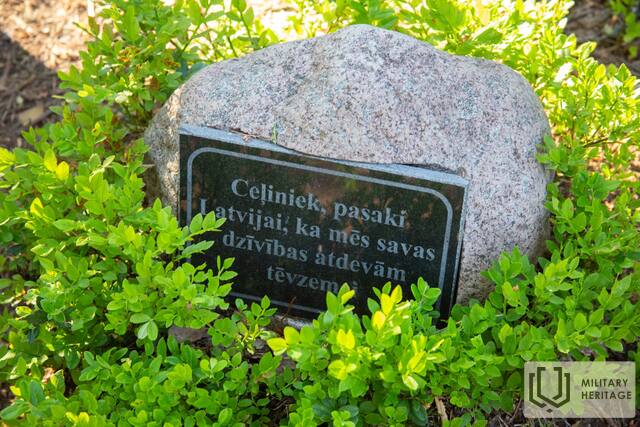 Ceļiniek, pasaki
Latvijai, ka mēs savas
dzīvības atdevām
tēvzemei
MILITARY
HERITAGE